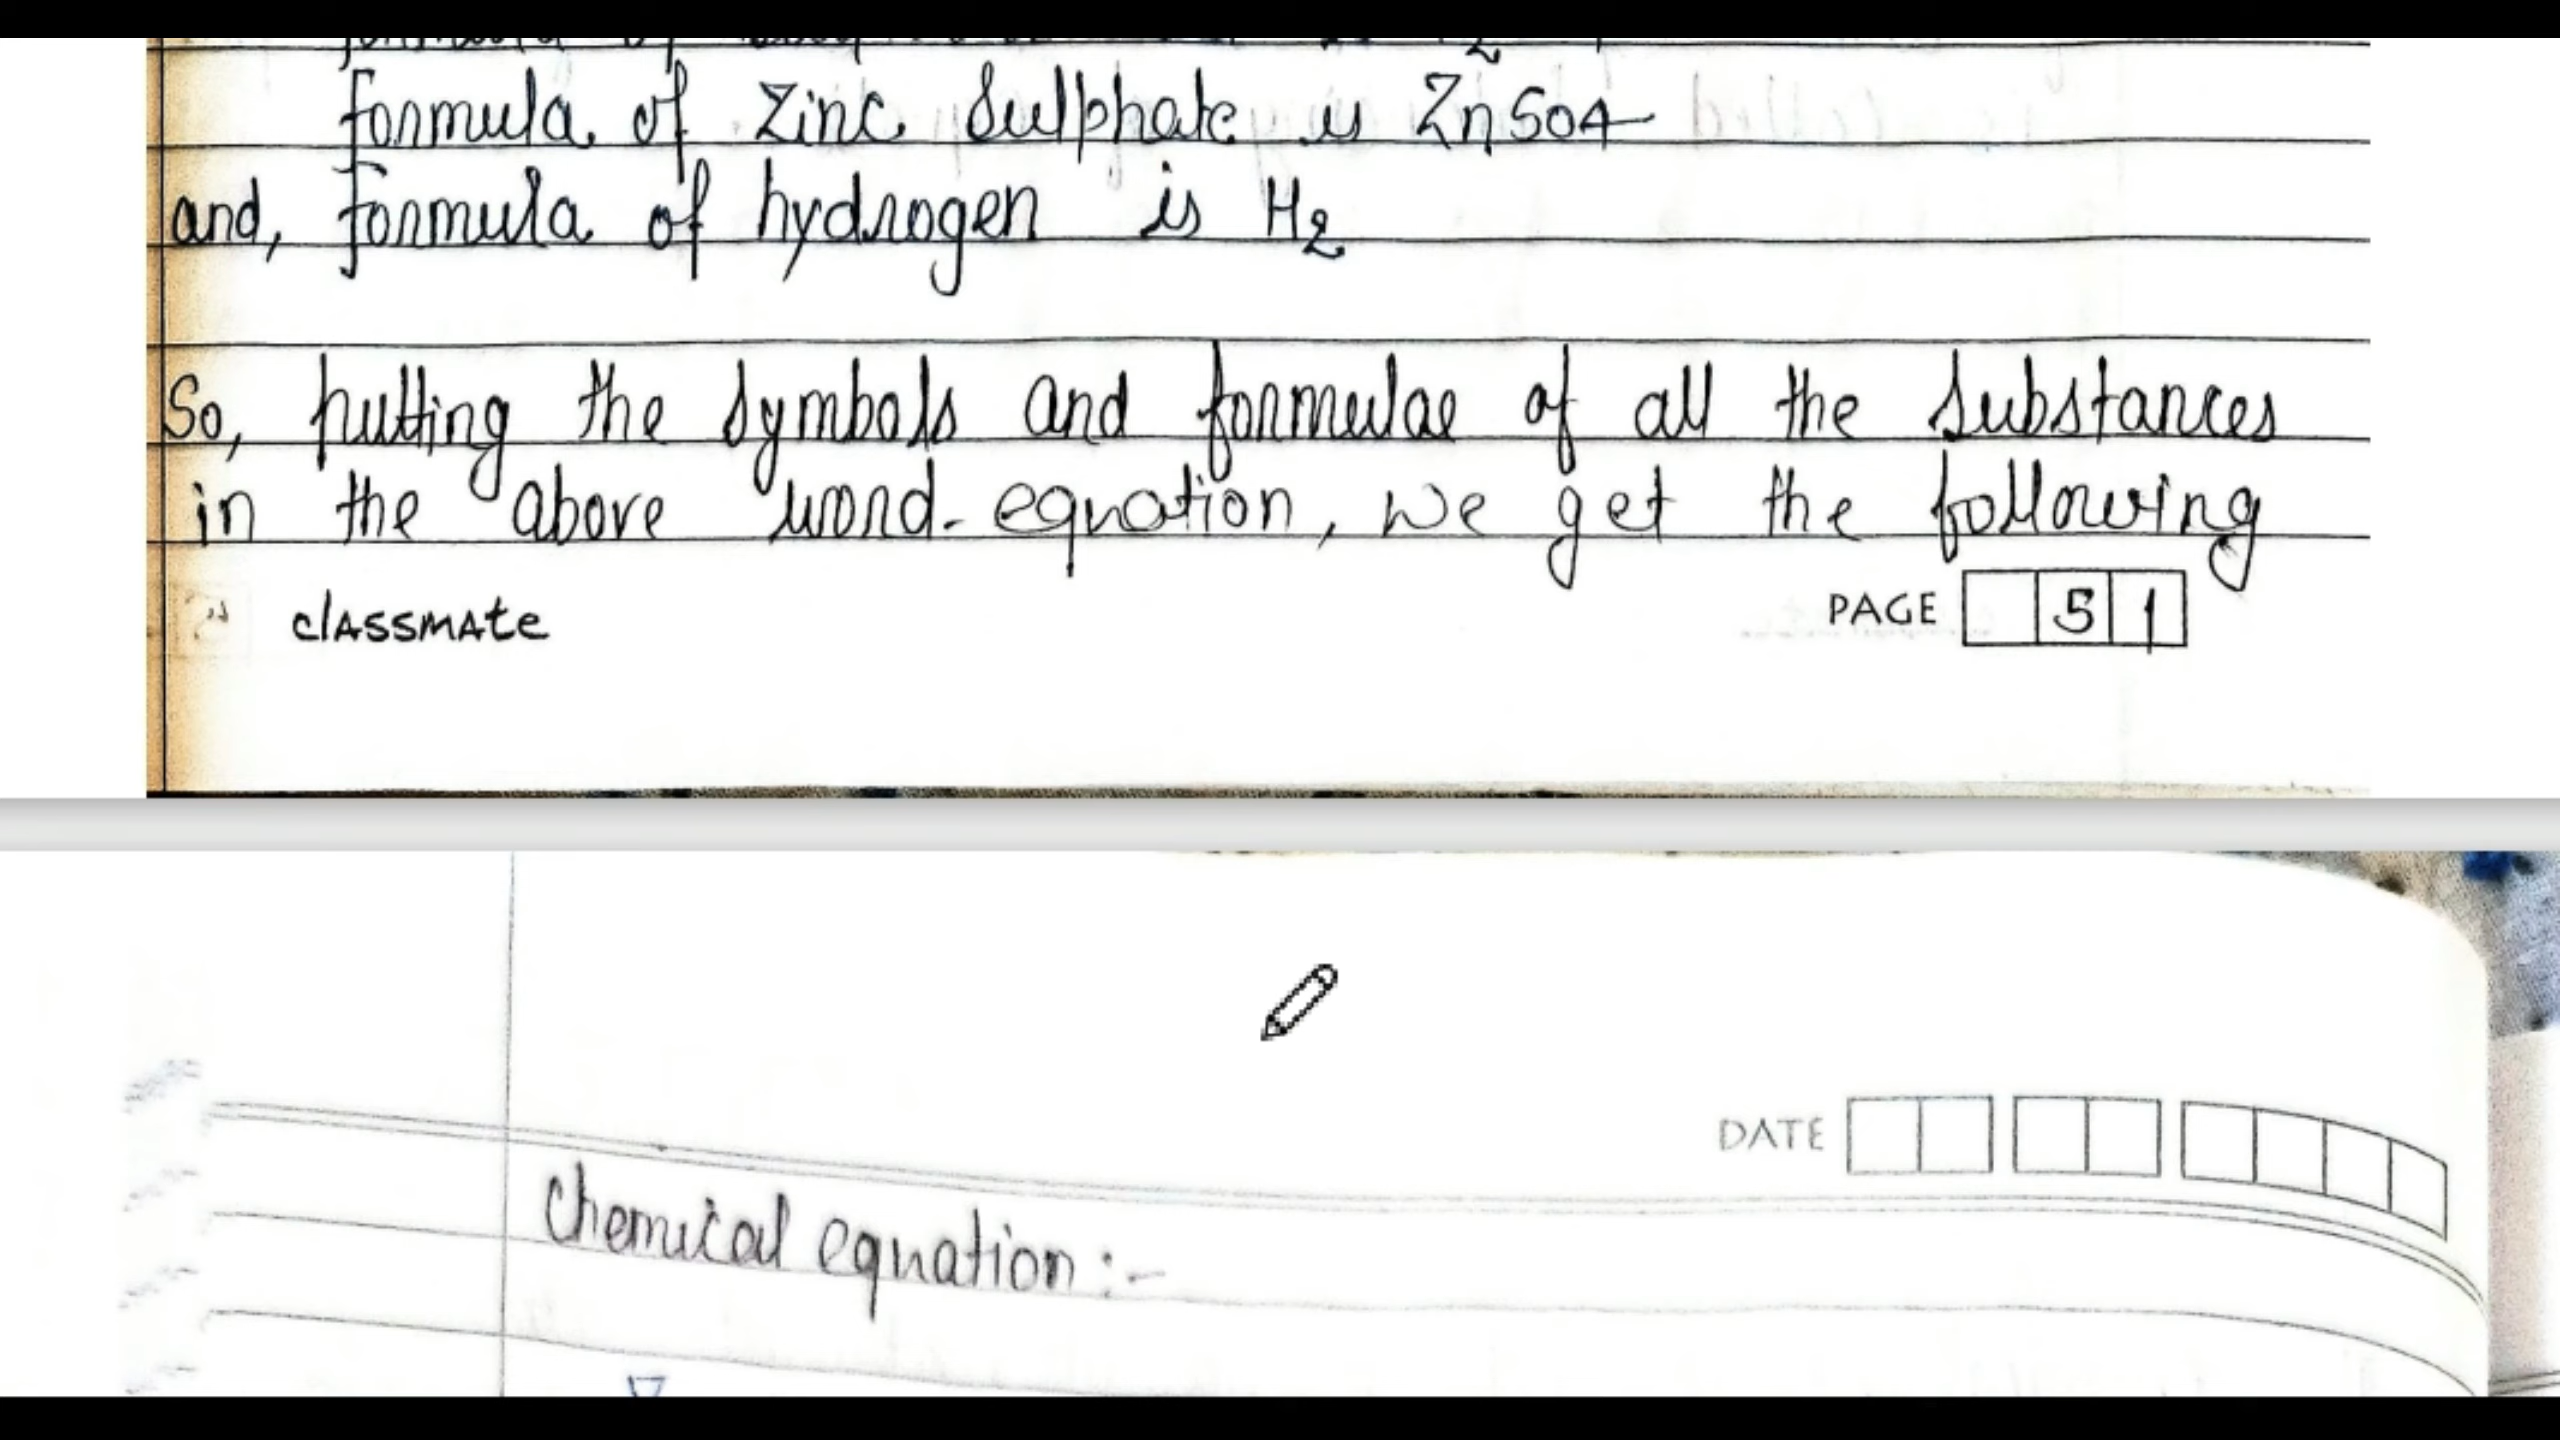 formula of Zinc Sulphate is ZnSO4
and, formula of hydrogen is H2
So, putting the symbols and formulae of all the substances
in the above word-equation, we get the following
classmate
PAGE 51
DATE
Chemical equation :-